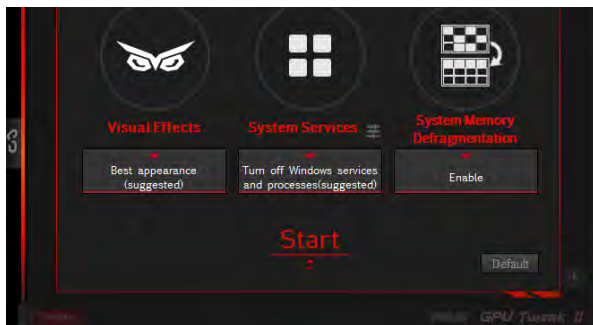 Visual Effects
System Services
System Memory
Defragmentation
Best appearance
(suggested)
Turn off Windows services
and processes(suggested)
Enable
Start
Default
GPU Tweak II